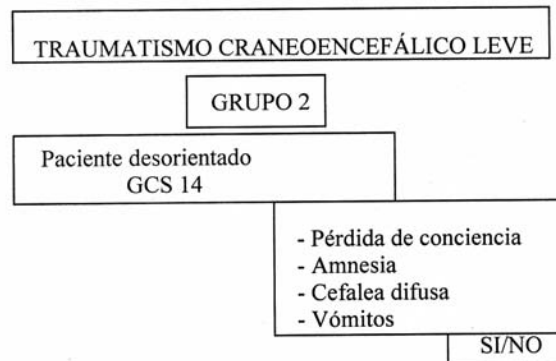 TRAUMATISMO CRANEOENCEFÁLICO LEVE
GRUPO 2
Paciente desorientado
GCS 14
- Pérdida de conciencia
- Amnesia
- Cefalea difusa
- Vómitos
SI/NO